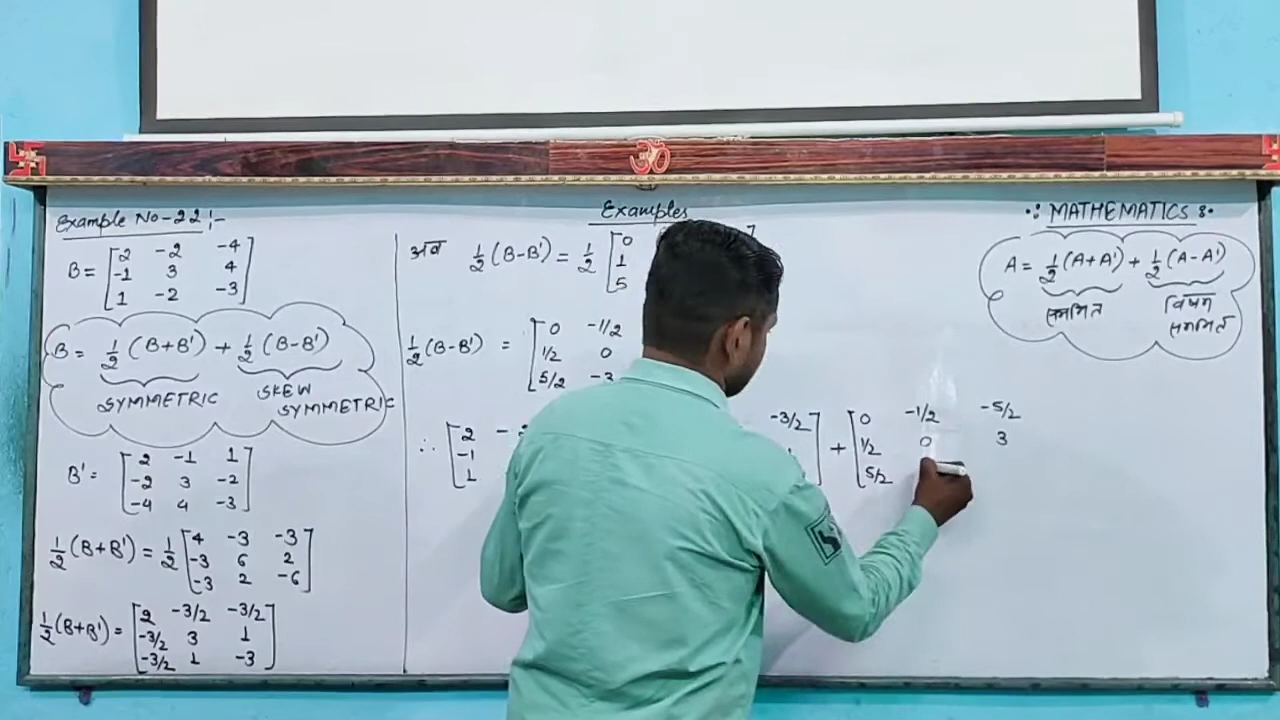 Example No-22:-
B = [ 2 -2 -4
-1 3 4
1 -2 -3 ]
B = 1/2 (B+B') + 1/2 (B-B')
SYMMETRIC SKEW SYMMETRIC
B' = [ 2 -1 1
-2 3 -2
-4 4 -3 ]
1/2 (B+B') = 1/2 [ 4 -3 -3
-3 6 2
-3 2 -6 ]
1/2 (B+B') = [ 2 -3/2 -3/2
-3/2 3 1
-3/2 1 -3 ]
Examples
अब 1/2 (B-B') = 1/2 [ 0
1
5
1/2 (B-B') = [ 0 -1/2
1/2 0
5/2 -3
∴ [ 2 -3/2 ] + [ 0 -1/2 -5/2
-1 1/2 0 3
1 5/2
∴ MATHEMATICS :
A = 1/2 (A+A') + 1/2 (A-A')
सममित विषम
सममित